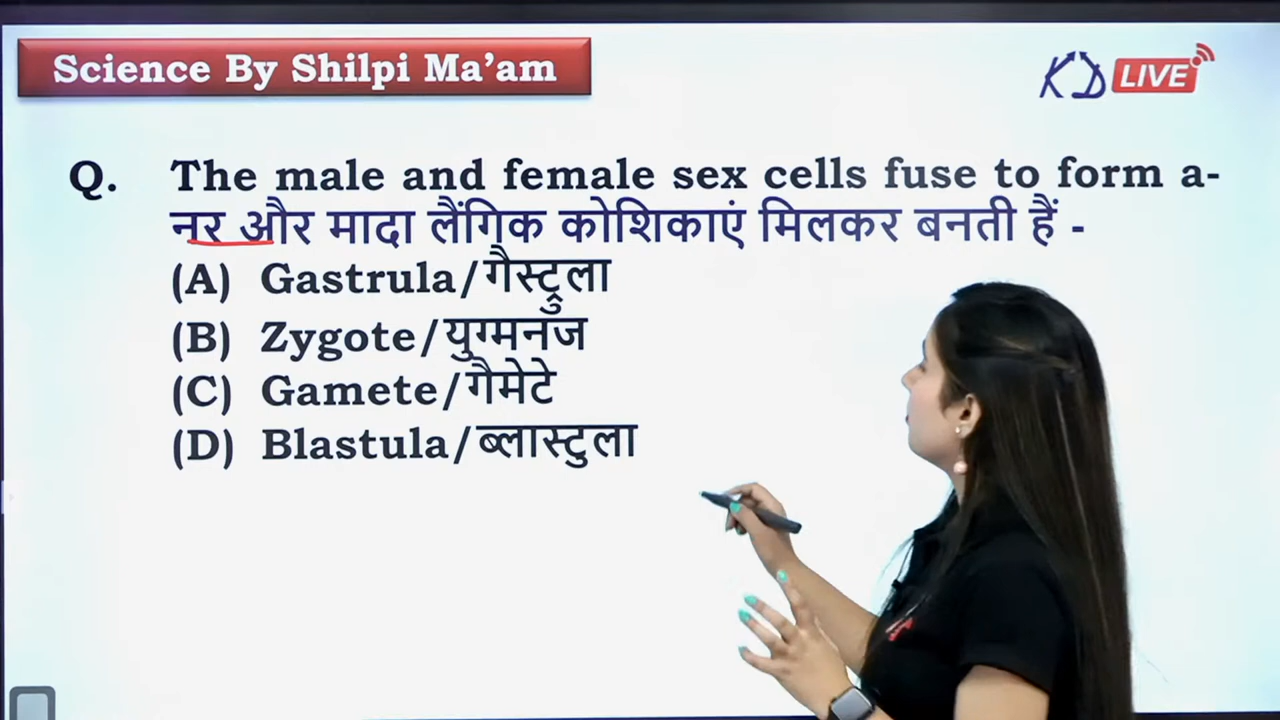 Science By Shilpi Ma’am
KD LIVE
Q. The male and female sex cells fuse to form a-
नर और मादा लैंगिक कोशिकाएं मिलकर बनती हैं -
(A) Gastrula/गैस्ट्रुला
(B) Zygote/युग्मनज
(C) Gamete/गैमेटे
(D) Blastula/ब्लास्टुला